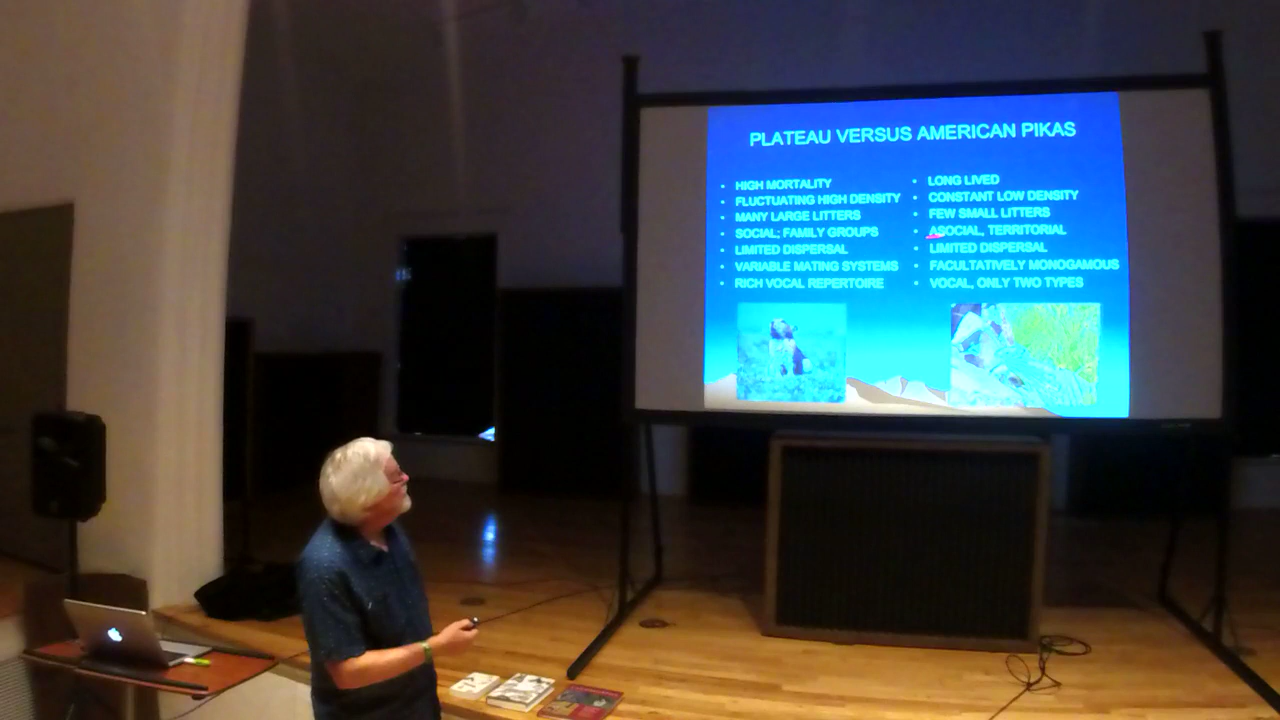 PLATEAU VERSUS AMERICAN PIKAS
• HIGH MORTALITY
• FLUCTUATING HIGH DENSITY
• MANY LARGE LITTERS
• SOCIAL; FAMILY GROUPS
• LIMITED DISPERSAL
• VARIABLE MATING SYSTEMS
• RICH VOCAL REPERTOIRE
• LONG LIVED
• CONSTANT LOW DENSITY
• FEW SMALL LITTERS
• ASOCIAL, TERRITORIAL
• LIMITED DISPERSAL
• FACULTATIVELY MONOGAMOUS
• VOCAL, ONLY TWO TYPES